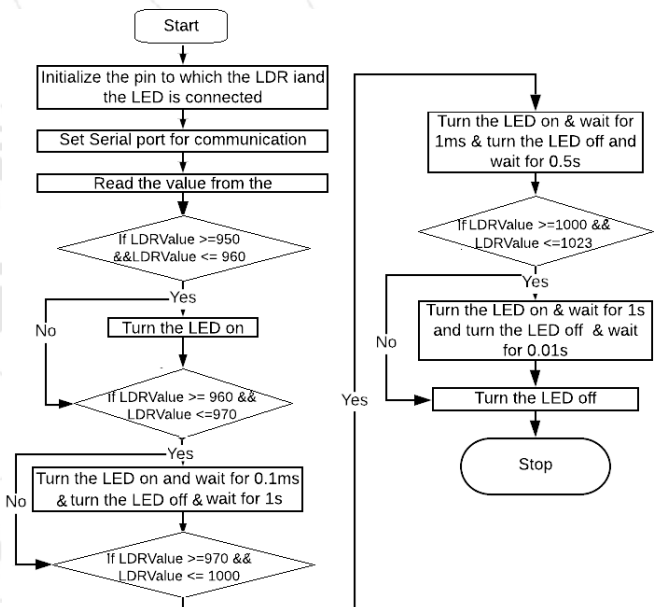 Start
Initialize the pin to which the LDR iand
the LED is connected
Set Serial port for communication
Read the value from the
If LDRValue >=950
&&LDRValue <= 960
Yes
No
Turn the LED on
If LDRValue >= 960 &&
LDRValue <=970
Yes
No
Turn the LED on and wait for 0.1ms
& turn the LED off & wait for 1s
If LDRValue >=970 &&
LDRValue <= 1000
Yes
Turn the LED on & wait for
1ms & turn the LED off and
wait for 0.5s
If LDRValue >=1000 &&
LDRValue <=1023
Yes
No
Turn the LED on & wait for 1s
and turn the LED off & wait
for 0.01s
Turn the LED off
Stop